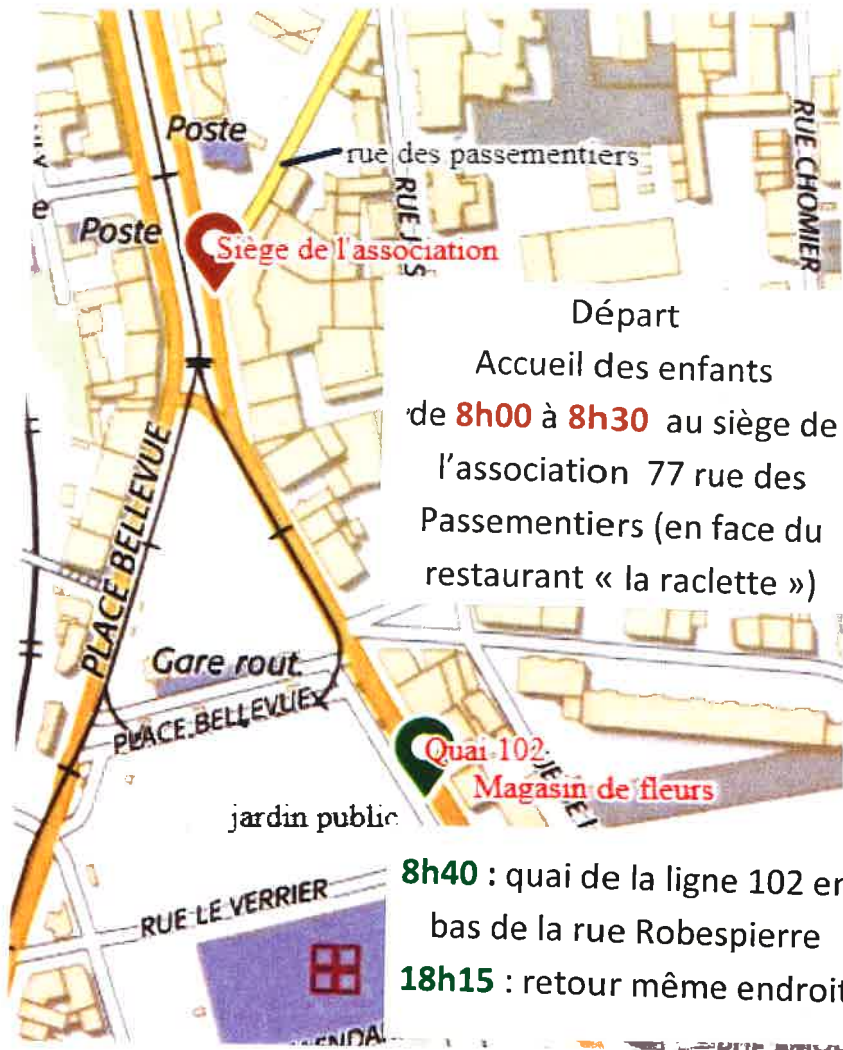 Poste
rue des passementiers
RUE CHOMIER
Poste
Siège de l'association
Départ
Accueil des enfants
de 8h00 à 8h30 au siège de
l'association 77 rue des
Passementiers (en face du
restaurant « la raclette »)
PLACE BELLEVUE
Gare rout.
PLACE BELLEVUE
Quai 102
Magasin de fleurs
jardin public
RUE LE VERRIER
8h40 : quai de la ligne 102 en
bas de la rue Robespierre
18h15 : retour même endroit